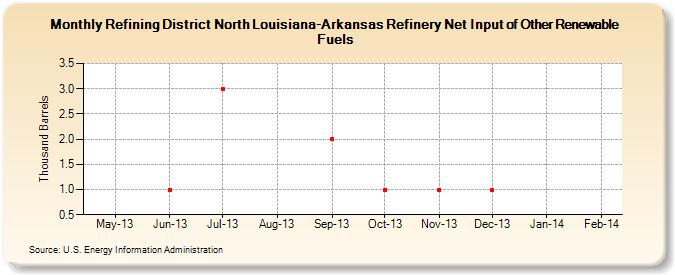 Monthly Refining District North Louisiana-Arkansas Refinery Net Input of Other Renewable
Fuels
Thousand Barrels
3.5
3.0
2.5
2.0
1.5
1.0
0.5
May-13 Jun-13 Jul-13 Aug-13 Sep-13 Oct-13 Nov-13 Dec-13 Jan-14 Feb-14
Source: U.S. Energy Information Administration